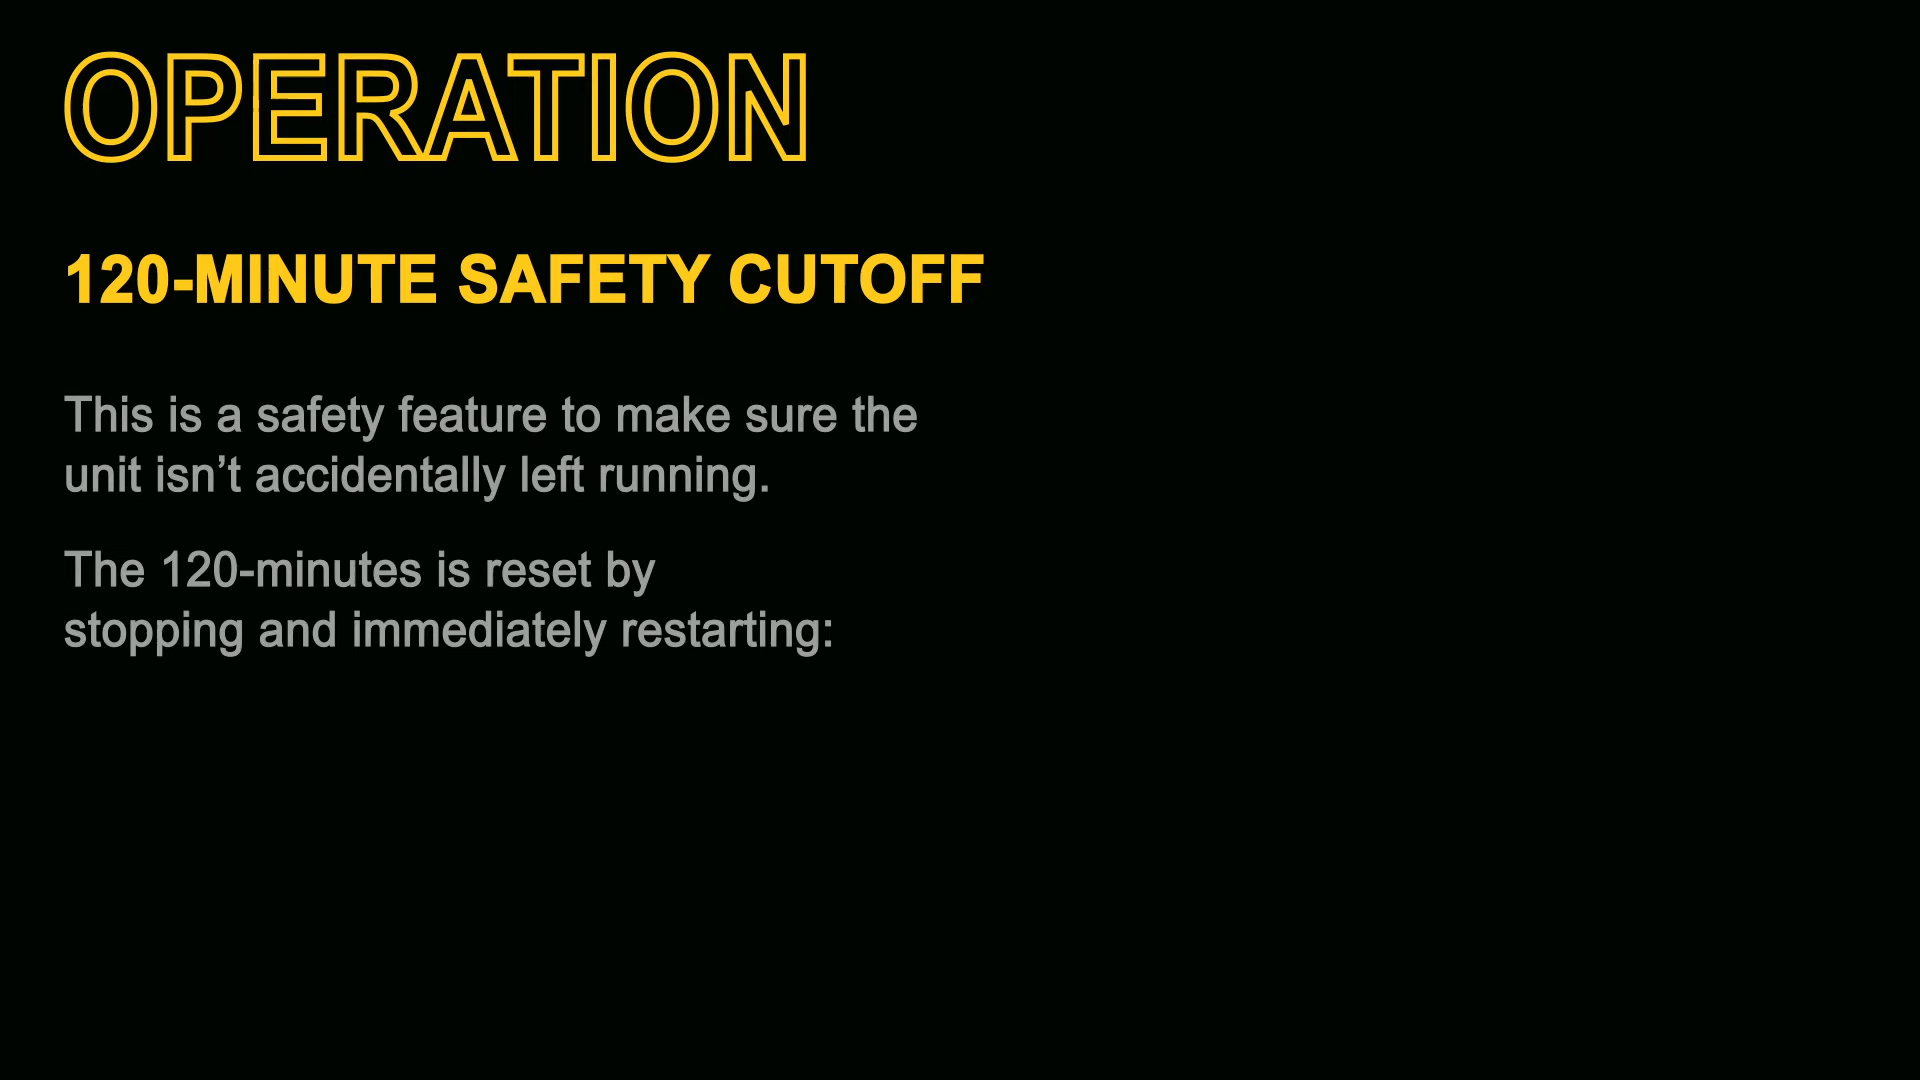 OPERATION
120-MINUTE SAFETY CUTOFF
This is a safety feature to make sure the
unit isn’t accidentally left running.
The 120-minutes is reset by
stopping and immediately restarting: